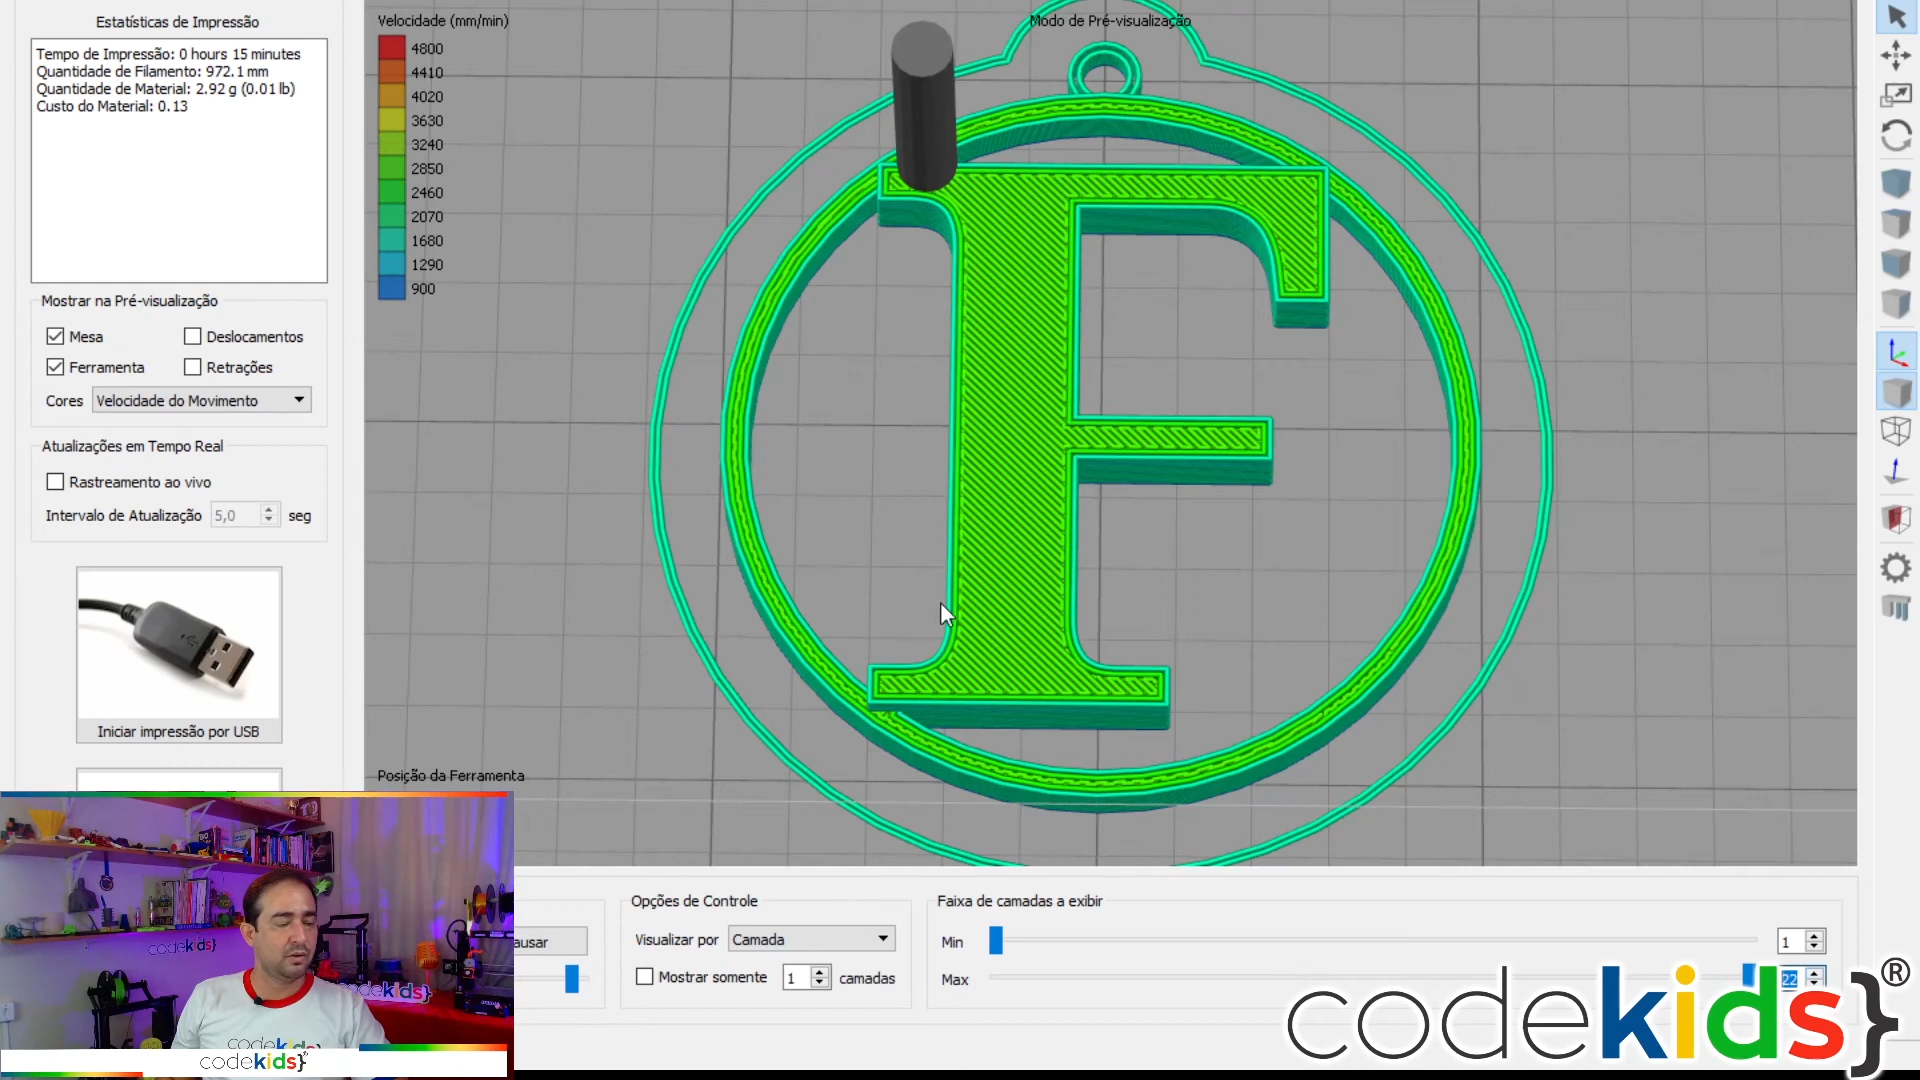 Estatísticas de Impressão
Tempo de Impressão: 0 hours 15 minutes
Quantidade de Filamento: 972.1 mm
Quantidade de Material: 2.92 g (0.01 lb)
Custo do Material: 0.13
Mostrar na Pré-visualização
Mesa
Deslocamentos
Ferramenta
Retrações
Cores Velocidade do Movimento
Atualizações em Tempo Real
Rastreamento ao vivo
Intervalo de Atualização 5,0 seg
Iniciar impressão por USB
Velocidade (mm/min)
4800
4410
4020
3630
3240
2850
2460
2070
1680
1290
900
Modo de Pré-visualização
F
Posição da Ferramenta
ausar
Opções de Controle
Visualizar por Camada
Mostrar somente 1 camadas
Faixa de camadas a exibir
Min 1
Max 22
codekids}
codekids}
codekids}
codekids}
codekids}®